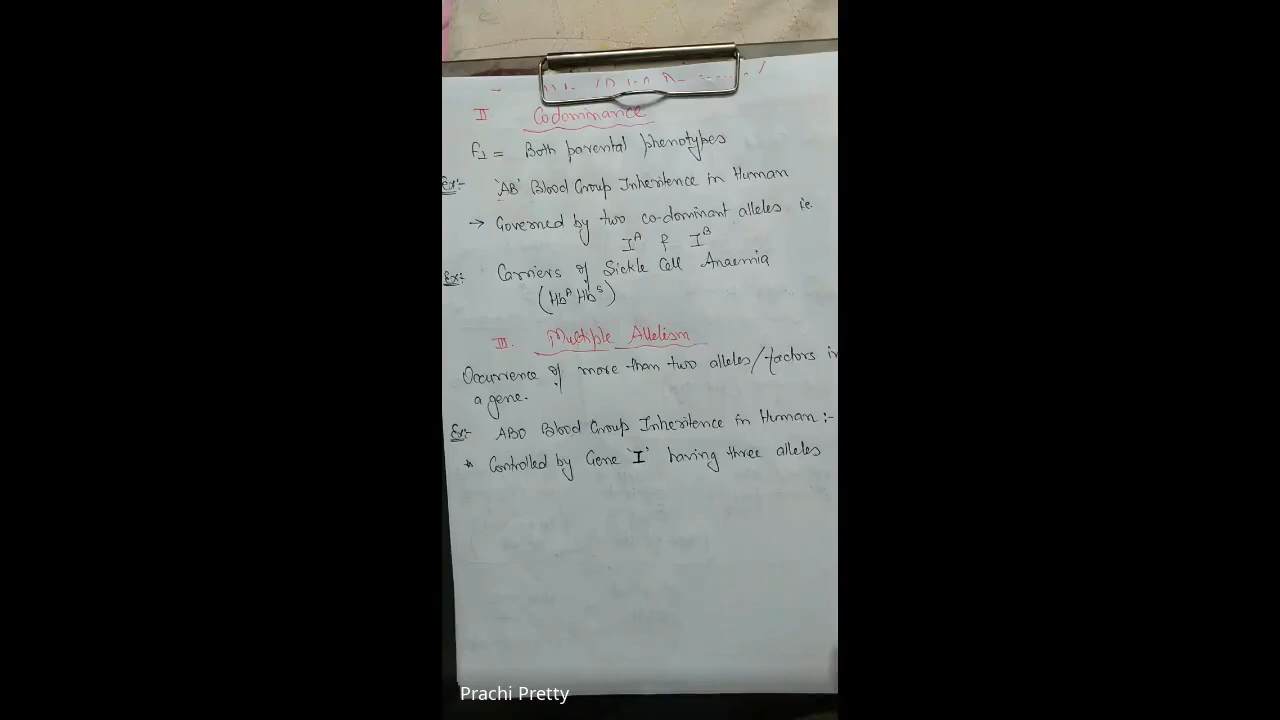 II Codominance
F1 = Both parental phenotypes
Ex:- 'AB' Blood Group Inheritence in Human
→ Governed by two co-dominant alleles i.e.
I^A & I^B
Ex:- Carriers of Sickle Cell Anaemia
(Hb^A Hb^S)
III. Multiple Allelism
Occurrence of more than two alleles/factors in
a gene.
Ex:- ABO Blood Group Inheritence in Human :-
* Controlled by Gene 'I' having three alleles
Prachi Pretty